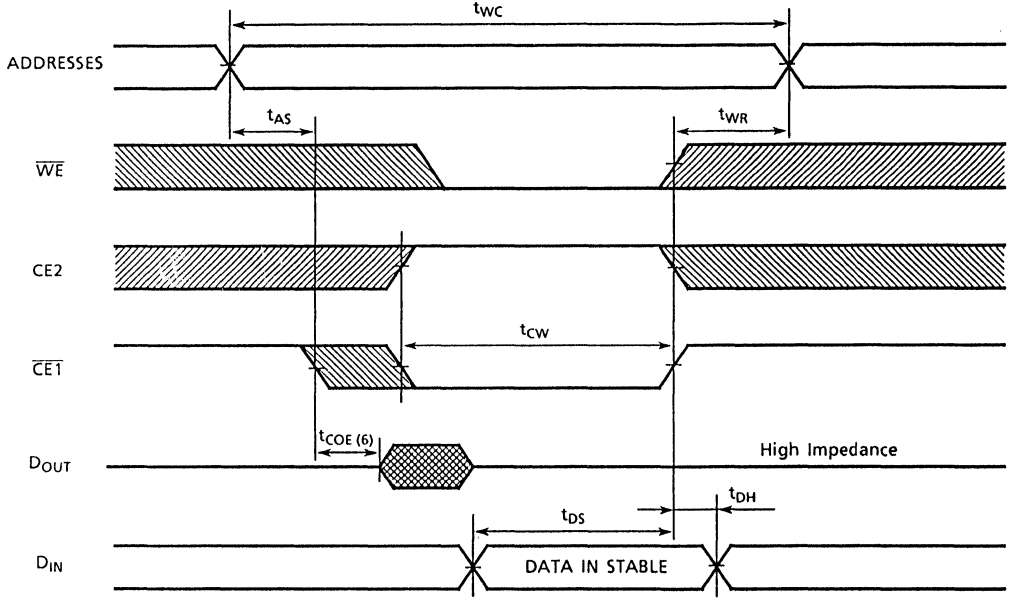 tWC
ADDRESSES
tAS
tWR
WE
CE2
tCW
CE1
tCOE (6)
DOUT
High Impedance
tDH
tDS
DIN
DATA IN STABLE